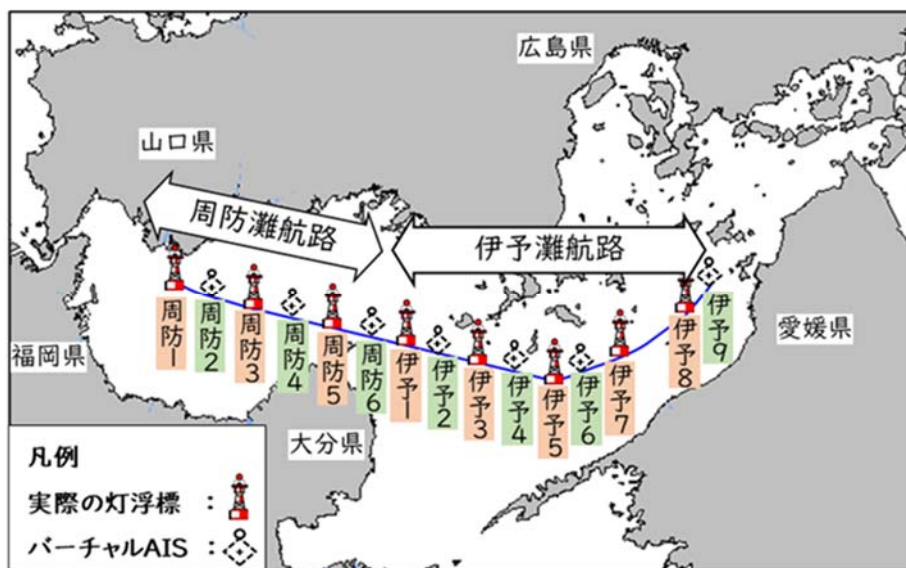 広島県
山口県
周防灘航路
伊予灘航路
周防1
周防2
周防3
周防4
周防5
周防6
伊予1
伊予2
伊予3
伊予4
伊予5
伊予6
伊予7
伊予8
伊予9
愛媛県
福岡県
大分県
凡例
実際の灯浮標 :
バーチャルAIS :